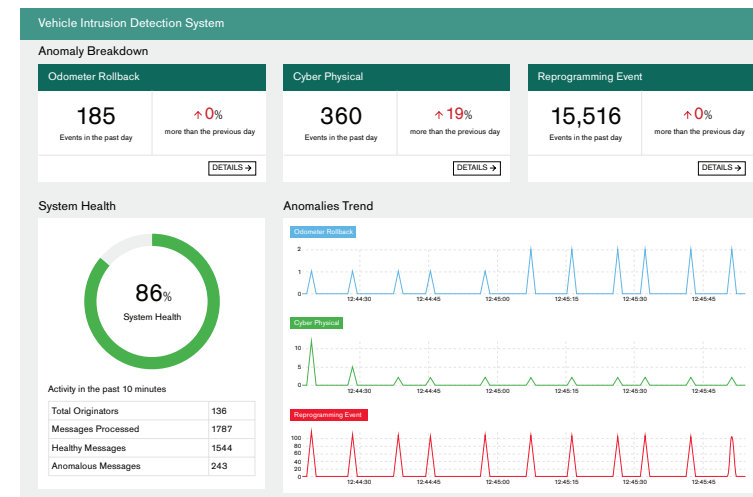 Vehicle Intrusion Detection System
Anomaly Breakdown
Odometer Rollback
185
Events in the past day
↑ 0%
more than the previous day
DETAILS →
Cyber Physical
360
Events in the past day
↑ 19%
more than the previous day
DETAILS →
Reprogramming Event
15,516
Events in the past day
↑ 0%
more than the previous day
DETAILS →
System Health
86%
System Health
Activity in the past 10 minutes
Total Originators 136
Messages Processed 1787
Healthy Messages 1544
Anomalous Messages 243
Anomalies Trend
Odometer Rollback
2
1
0
12:44:30 12:44:45 12:45:00 12:45:15 12:45:30 12:45:45
Cyber Physical
10
5
0
12:44:30 12:44:45 12:45:00 12:45:15 12:45:30 12:45:45
Reprogramming Event
100
80
60
40
20
0
12:44:30 12:44:45 12:45:00 12:45:15 12:45:30 12:45:45